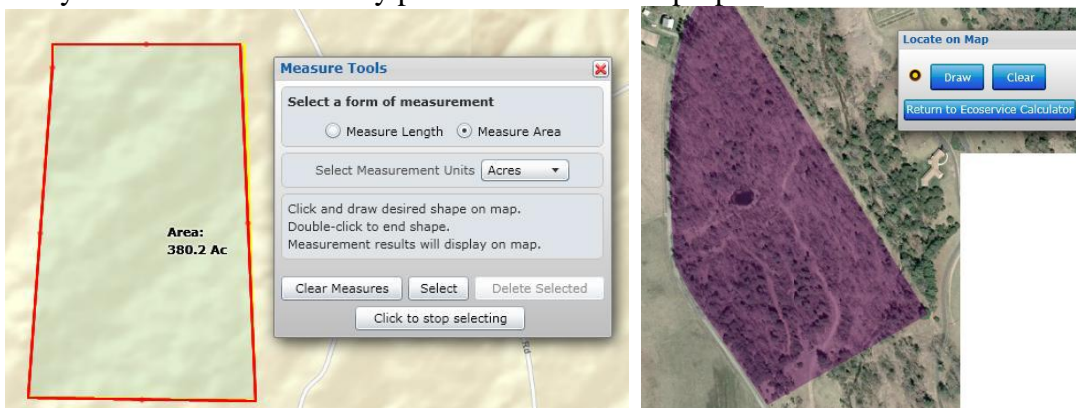 Measure Tools
Select a form of measurement
Measure Length Measure Area
Select Measurement Units Acres
Click and draw desired shape on map.
Double-click to end shape.
Measurement results will display on map.
Clear Measures Select Delete Selected
Click to stop selecting
Area:
380.2 Ac
Rd
Locate on Map
Draw Clear
Return to Ecoservice Calculator